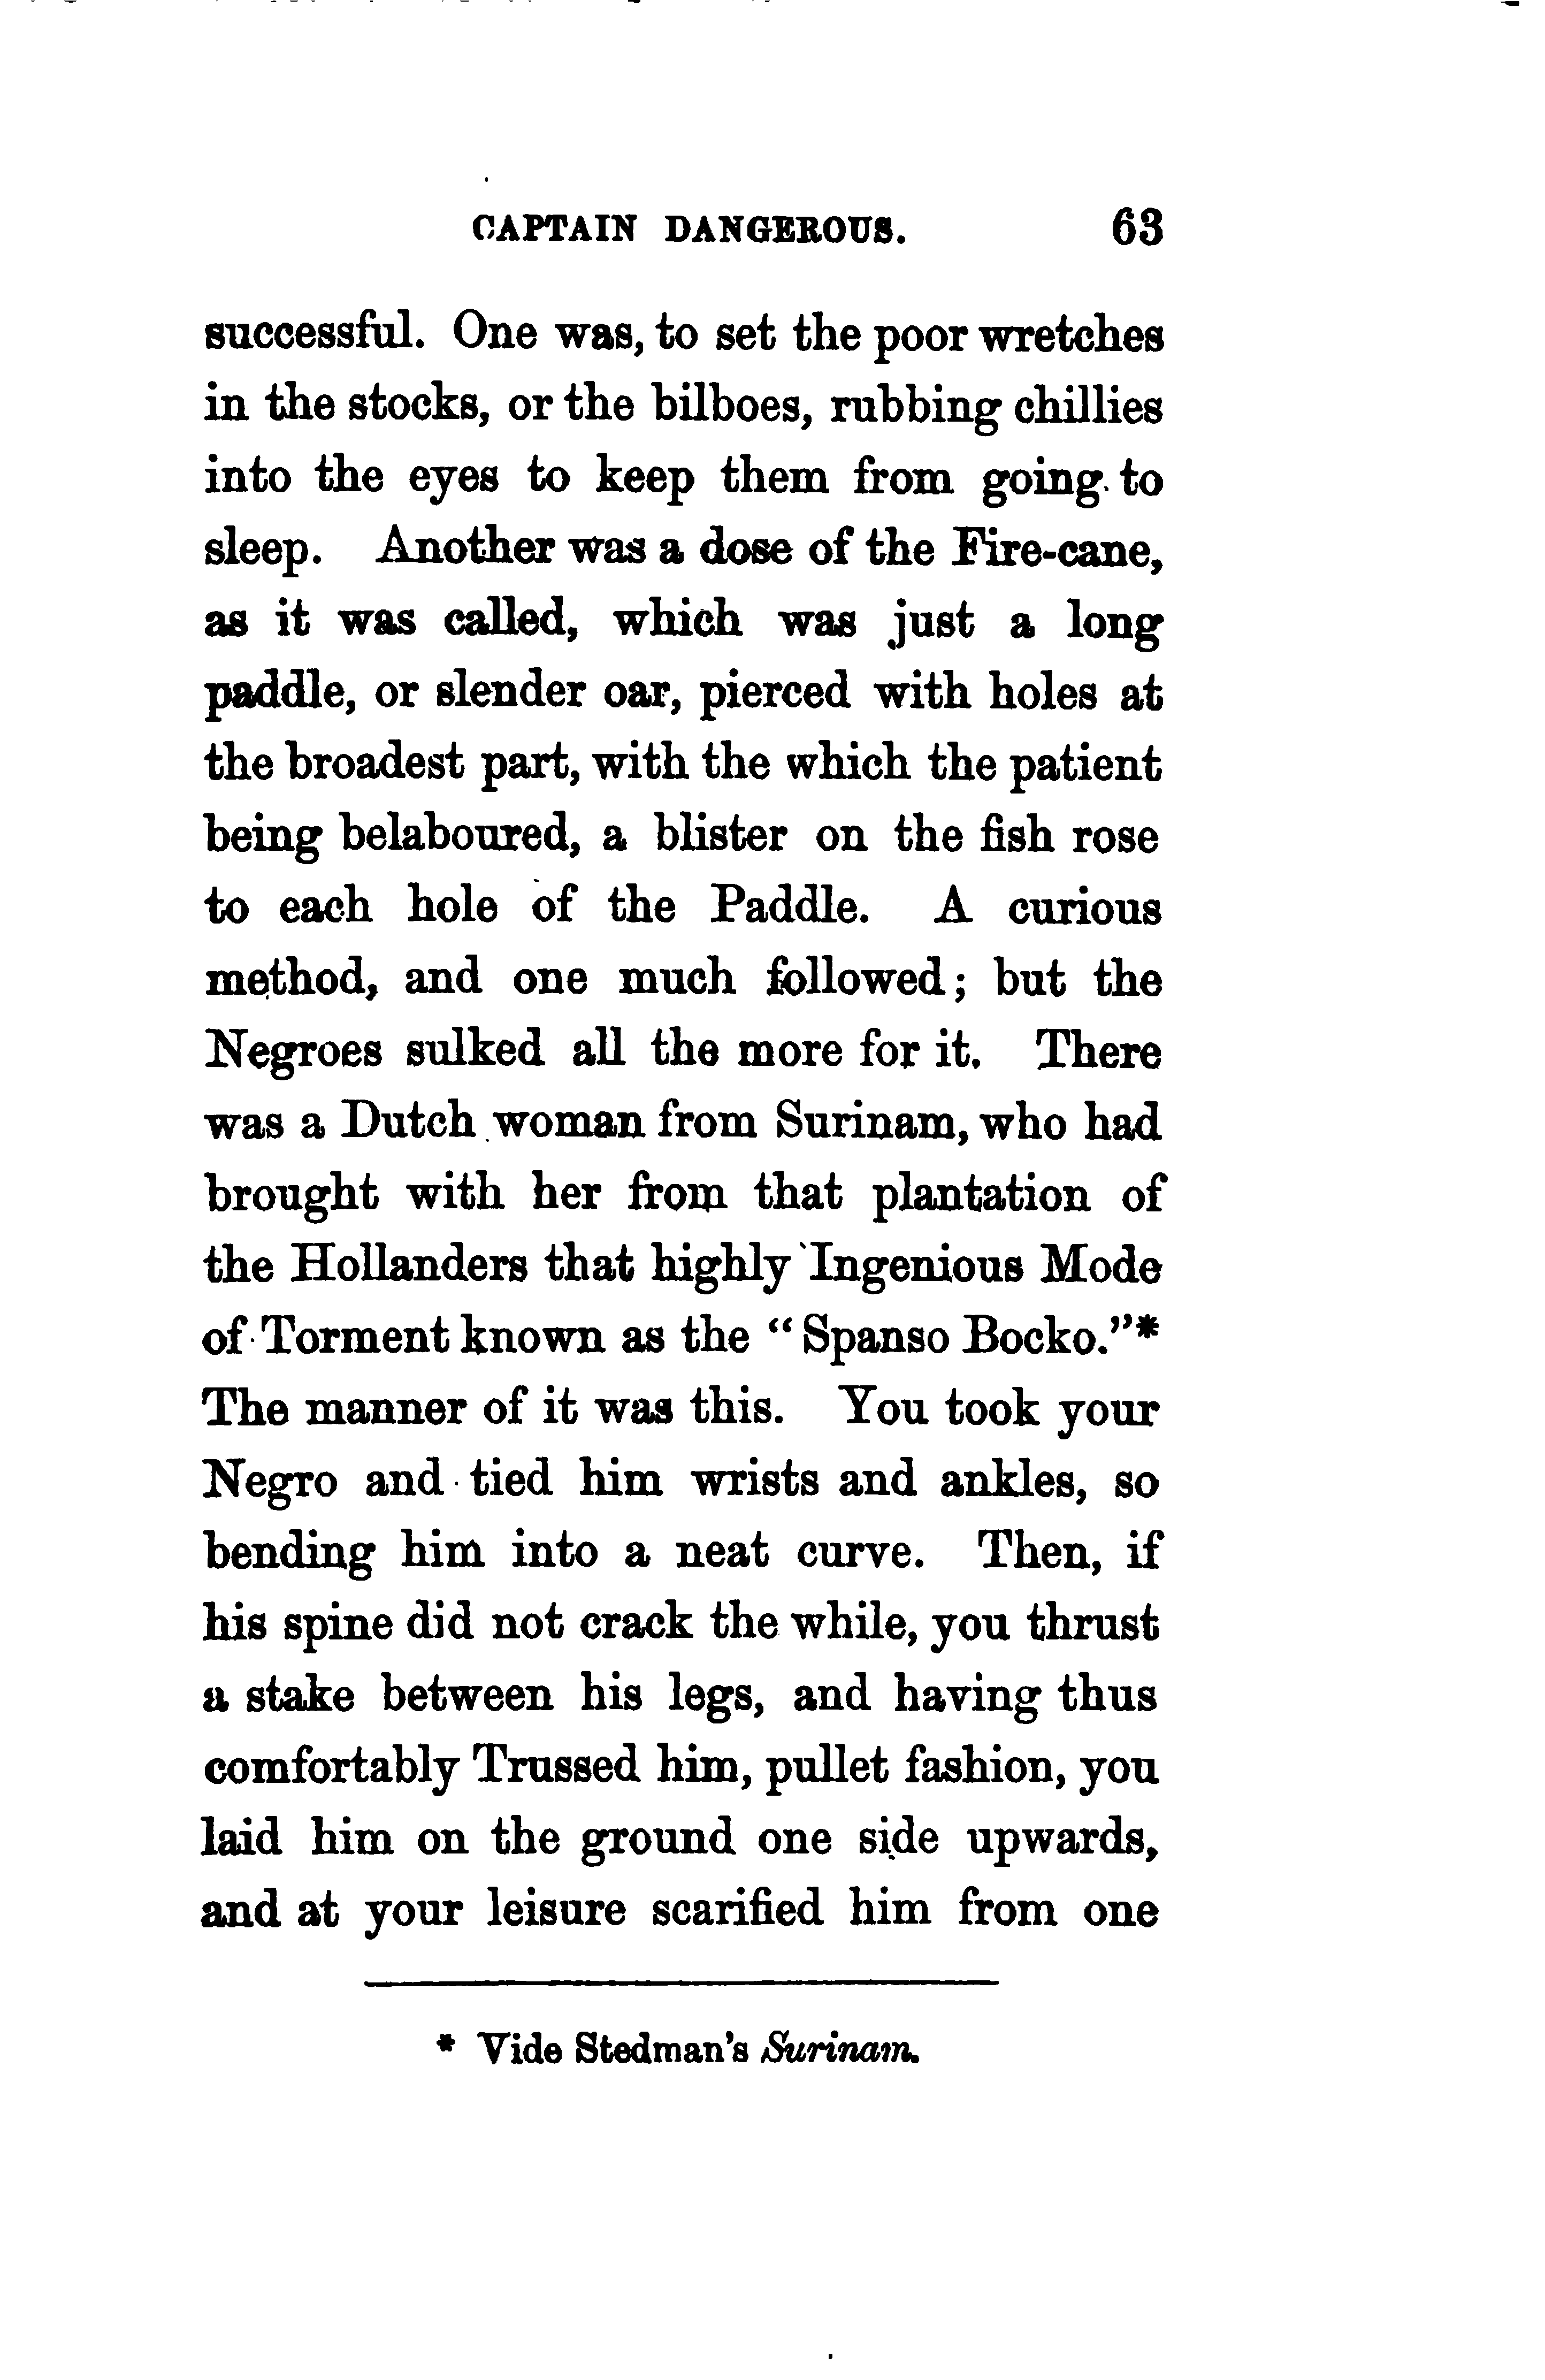 CAPTAIN DANGEROUS. 63
successful. One was, to set the poor wretches
in the stocks, or the bilboes, rubbing chillies
into the eyes to keep them from going to
sleep. Another was a dose of the Fire-cane,
as it was called, which was just a long
paddle, or slender oar, pierced with holes at
the broadest part, with the which the patient
being belaboured, a blister on the fish rose
to each hole of the Paddle. A curious
method, and one much followed; but the
Negroes sulked all the more for it. There
was a Dutch woman from Surinam, who had
brought with her from that plantation of
the Hollanders that highly Ingenious Mode
of Torment known as the "Spanso Bocko."*
The manner of it was this. You took your
Negro and tied him wrists and ankles, so
bending him into a neat curve. Then, if
his spine did not crack the while, you thrust
a stake between his legs, and having thus
comfortably Trussed him, pullet fashion, you
laid him on the ground one side upwards,
and at your leisure scarified him from one
* Vide Stedman's Surinam.